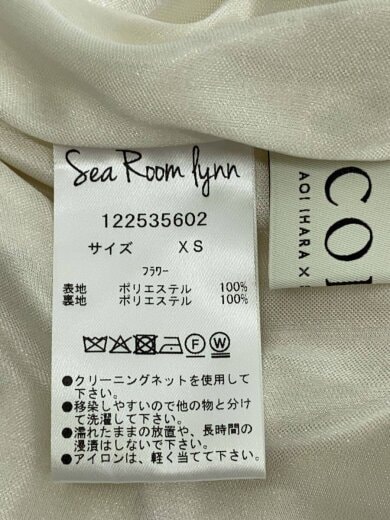 Sea Room lynn
122535602
サイズ XS
フラワー
表地 ポリエステル 100%
裏地 ポリエステル 100%
F W
●クリーニングネットを使用して
下さい。
●移染しやすいので他の物と分け
て洗濯して下さい。
●濡れたままの放置や、長時間の
浸漬はしないで下さい。
●アイロンは、軽く当てて下さい。
CO
AOI IHARA X